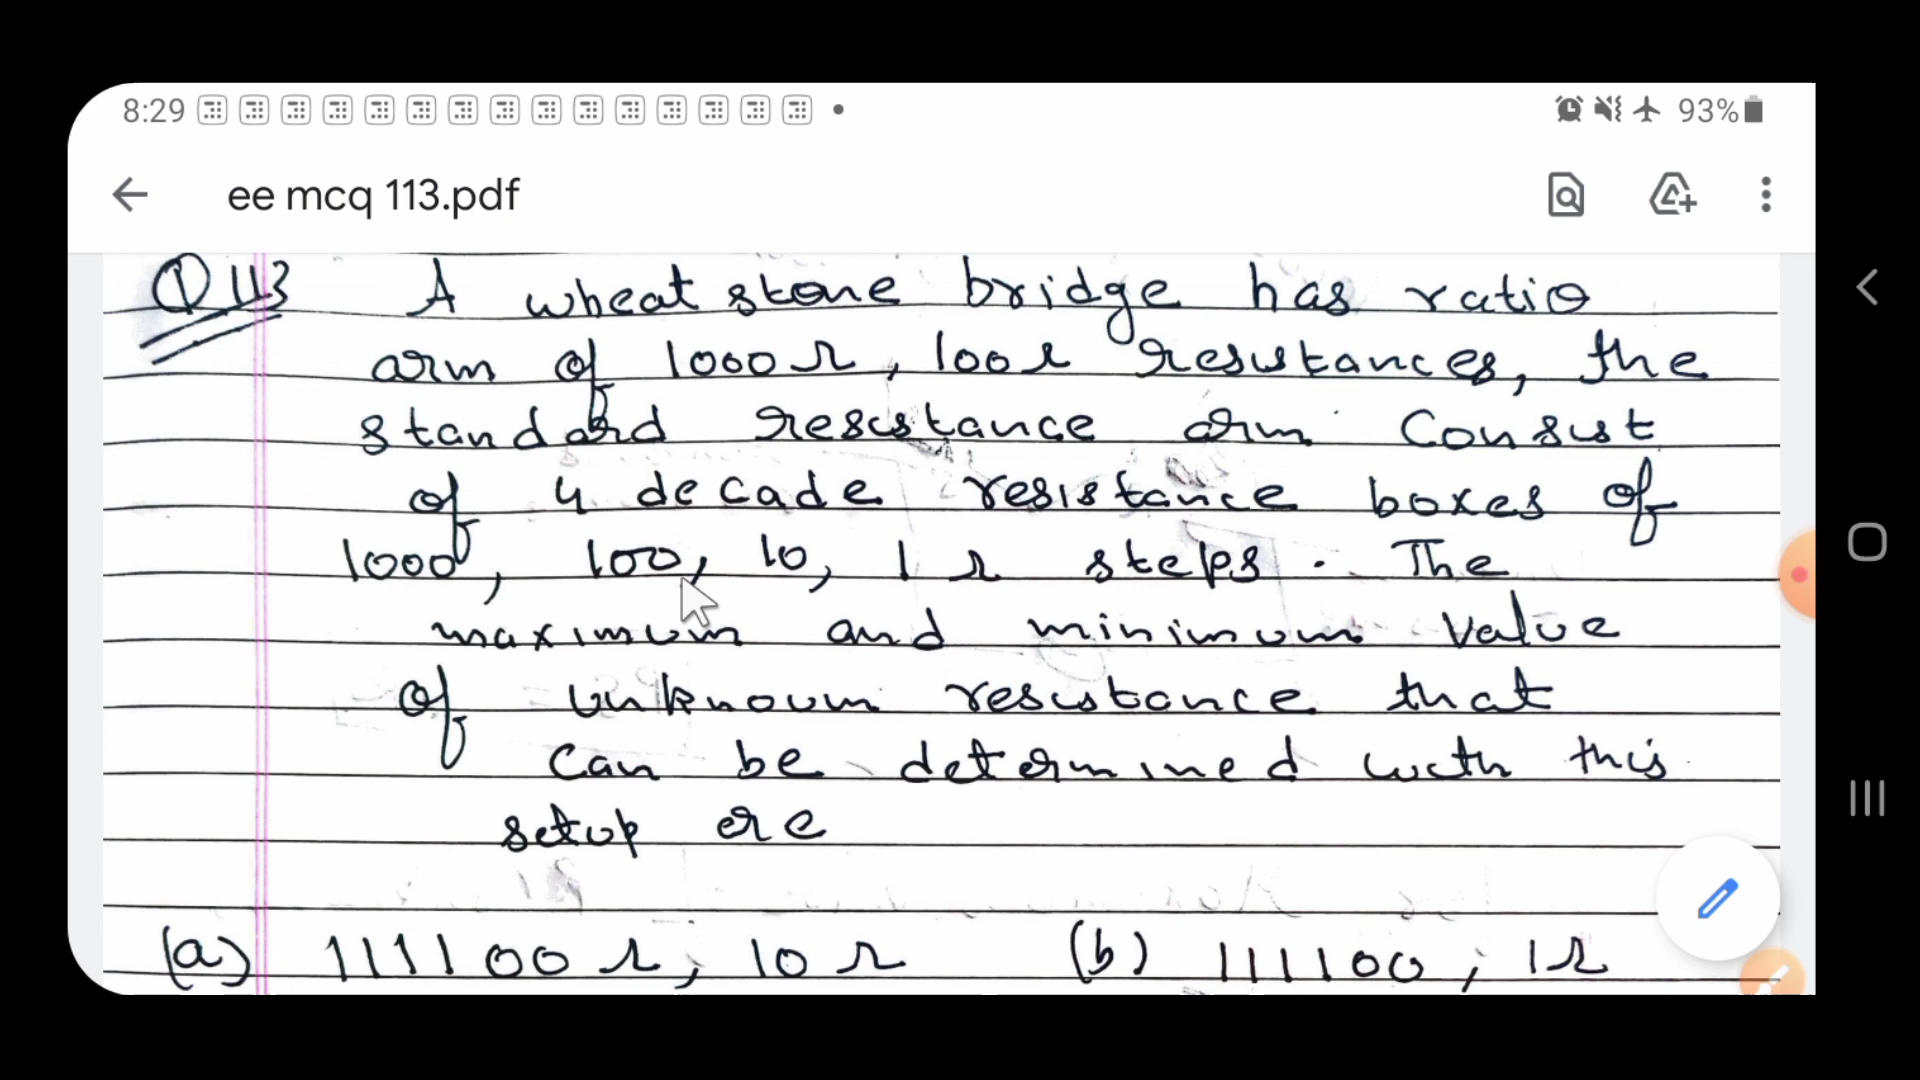 8:29
93%
ee mcq 113.pdf
Q 113 A wheat stone bridge has ratio
arm of 1000 Ω, 100 Ω resistances, the
standard resistance arm Consist
of 4 decade resistance boxes of
1000, 100, 10, 1 Ω steps. The
maximum and minimum value
of unknown resistance that
can be determined with this
setup are
(a) 111100 Ω, 10 Ω (b) 111100, 1Ω